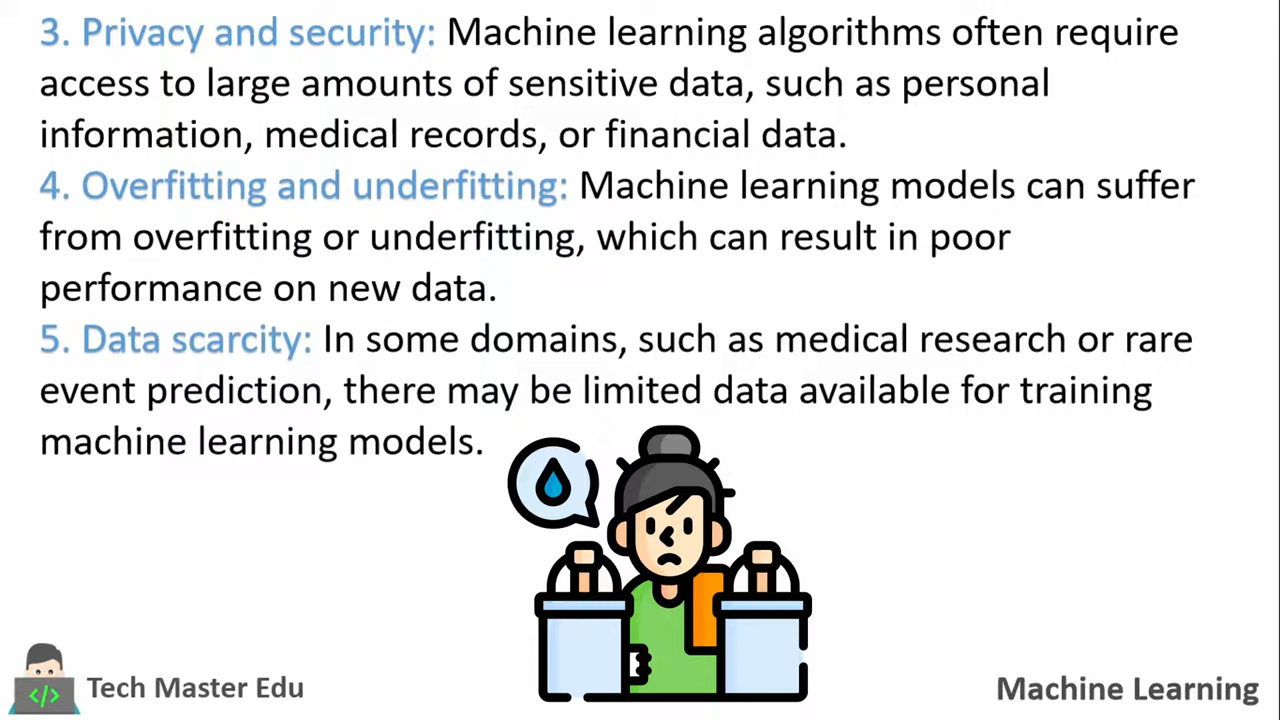 3. Privacy and security: Machine learning algorithms often require
access to large amounts of sensitive data, such as personal
information, medical records, or financial data.
4. Overfitting and underfitting: Machine learning models can suffer
from overfitting or underfitting, which can result in poor
performance on new data.
5. Data scarcity: In some domains, such as medical research or rare
event prediction, there may be limited data available for training
machine learning models.
</>
Tech Master Edu
Machine Learning